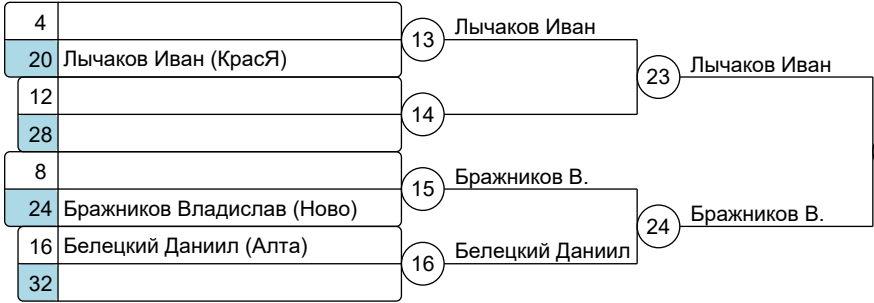 4
13
Лычаков Иван
20 Лычаков Иван (КрасЯ)
23
Лычаков Иван
12
14
28
8
15
Бражников В.
24 Бражников Владислав (Ново)
24
Бражников В.
16 Белецкий Даниил (Алта)
16
Белецкий Даниил
32